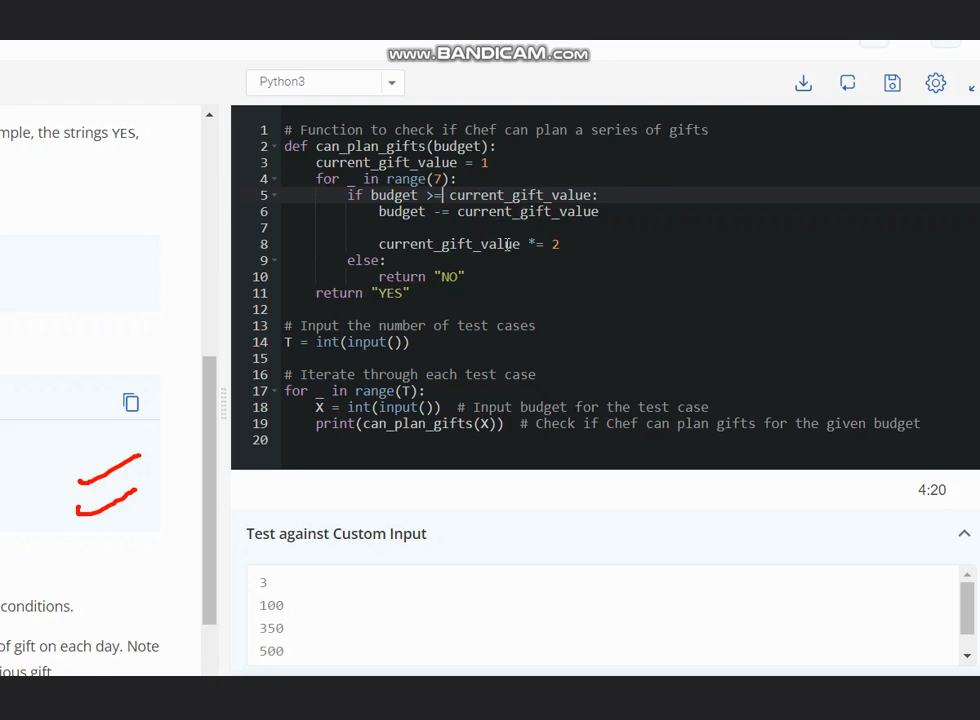 www.BANDICAM.com
Python3
mple, the strings YES,
1 # Function to check if Chef can plan a series of gifts
2 def can_plan_gifts(budget):
3 current_gift_value = 1
4 for _ in range(7):
5 if budget >= current_gift_value:
6 budget -= current_gift_value
7
8 current_gift_value *= 2
9 else:
10 return "NO"
11 return "YES"
12
13 # Input the number of test cases
14 T = int(input())
15
16 # Iterate through each test case
17 for _ in range(T):
18 X = int(input()) # Input budget for the test case
19 print(can_plan_gifts(X)) # Check if Chef can plan gifts for the given budget
20
4:20
Test against Custom Input
3
100
350
500
conditions.
of gift on each day. Note
ious gift